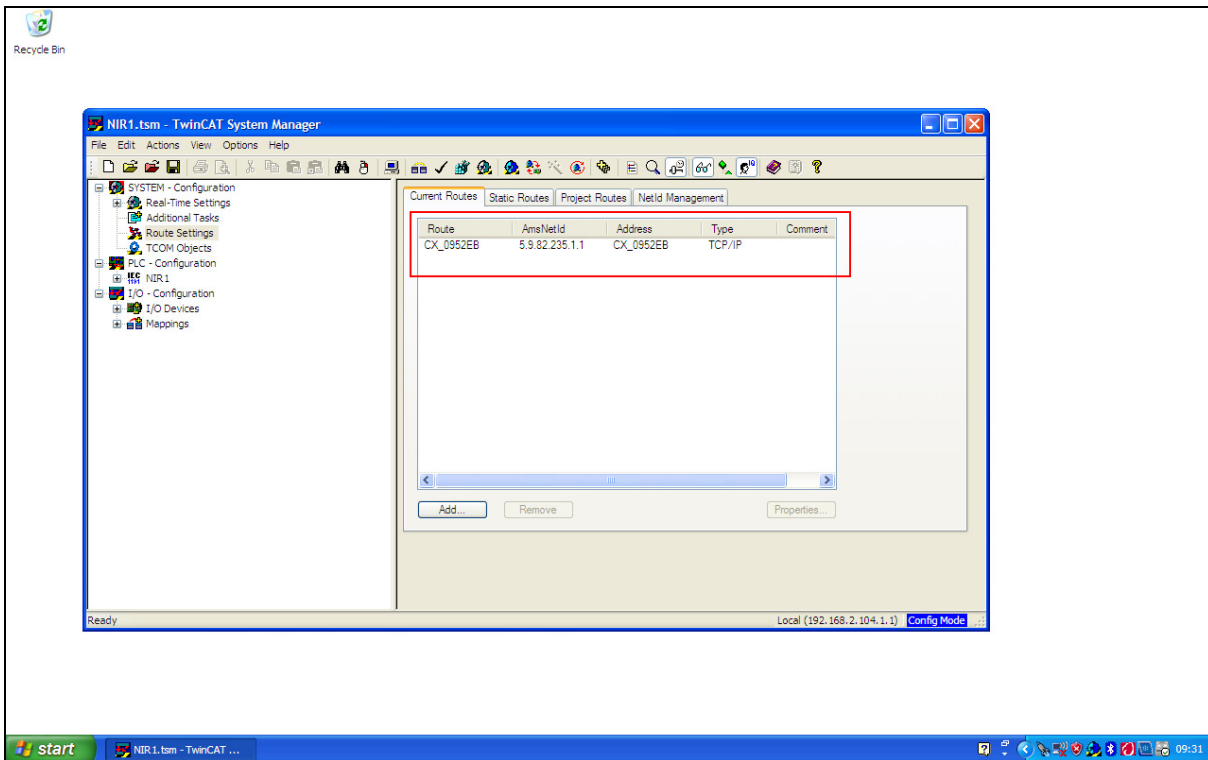 Recycle Bin
NIR1.tsm - TwinCAT System Manager
File Edit Actions View Options Help
SYSTEM - Configuration
Real-Time Settings
Additional Tasks
Route Settings
TCOM Objects
PLC - Configuration
NIR1
I/O - Configuration
I/O Devices
Mappings
Current Routes Static Routes Project Routes NetId Management
Route AmsNetId Address Type Comment
CX_0952EB 5.9.82.235.1.1 CX_0952EB TCP/IP
Add... Remove Properties...
Ready Local (192.168.2.104.1.1) Config Mode
start NIR1.tsm - TwinCAT ... 09:31